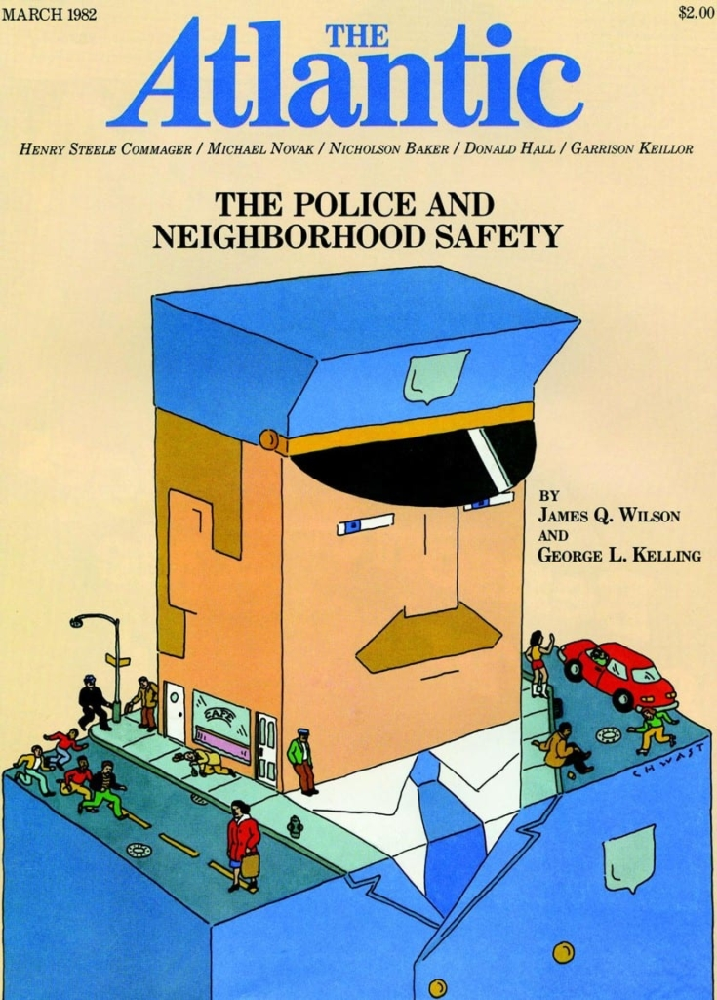 MARCH 1982
$2.00
THE
Atlantic
HENRY STEELE COMMAGER / MICHAEL NOVAK / NICHOLSON BAKER / DONALD HALL / GARRISON KEILLOR
THE POLICE AND
NEIGHBORHOOD SAFETY
BY
JAMES Q. WILSON
AND
GEORGE L. KELLING
CAFE
CHWAST